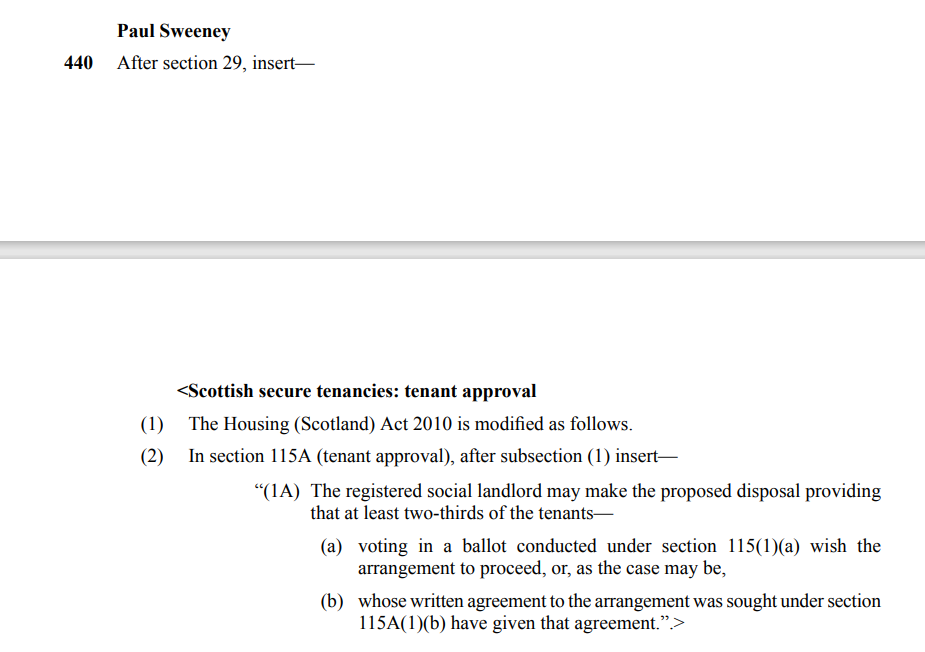 Paul Sweeney
440 After section 29, insert—
<Scottish secure tenancies: tenant approval
(1) The Housing (Scotland) Act 2010 is modified as follows.
(2) In section 115A (tenant approval), after subsection (1) insert—
“(1A) The registered social landlord may make the proposed disposal providing
that at least two-thirds of the tenants—
(a) voting in a ballot conducted under section 115(1)(a) wish the
arrangement to proceed, or, as the case may be,
(b) whose written agreement to the arrangement was sought under section
115A(1)(b) have given that agreement.”.>